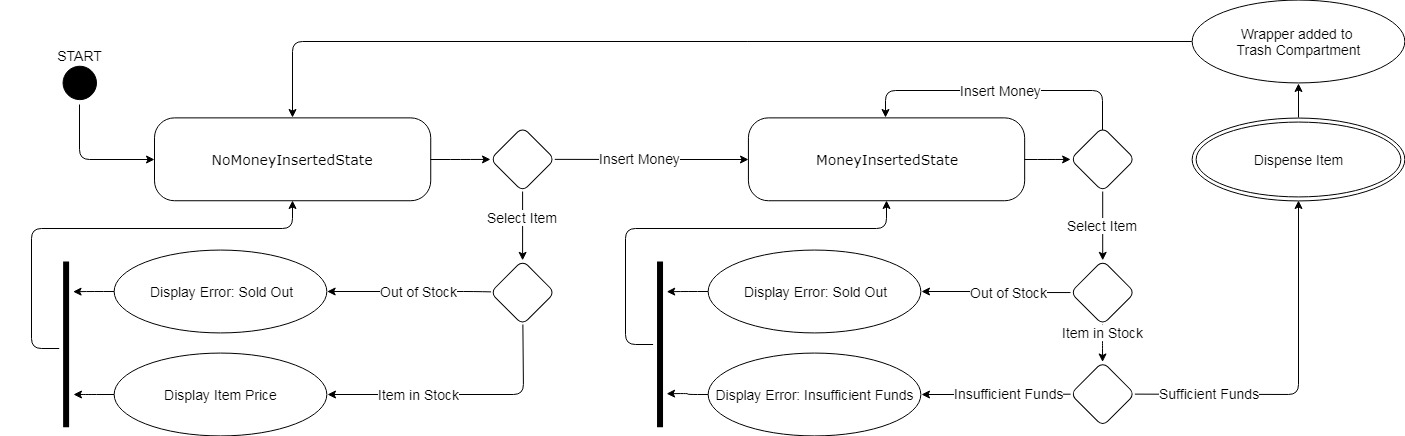 Wrapper added to
Trash Compartment
START
Insert Money
NoMoneyInsertedState
Insert Money
MoneyInsertedState
Dispense Item
Select Item
Select Item
Display Error: Sold Out
Out of Stock
Display Error: Sold Out
Out of Stock
Item in Stock
Display Item Price
Item in Stock
Display Error: Insufficient Funds
Insufficient Funds
Sufficient Funds